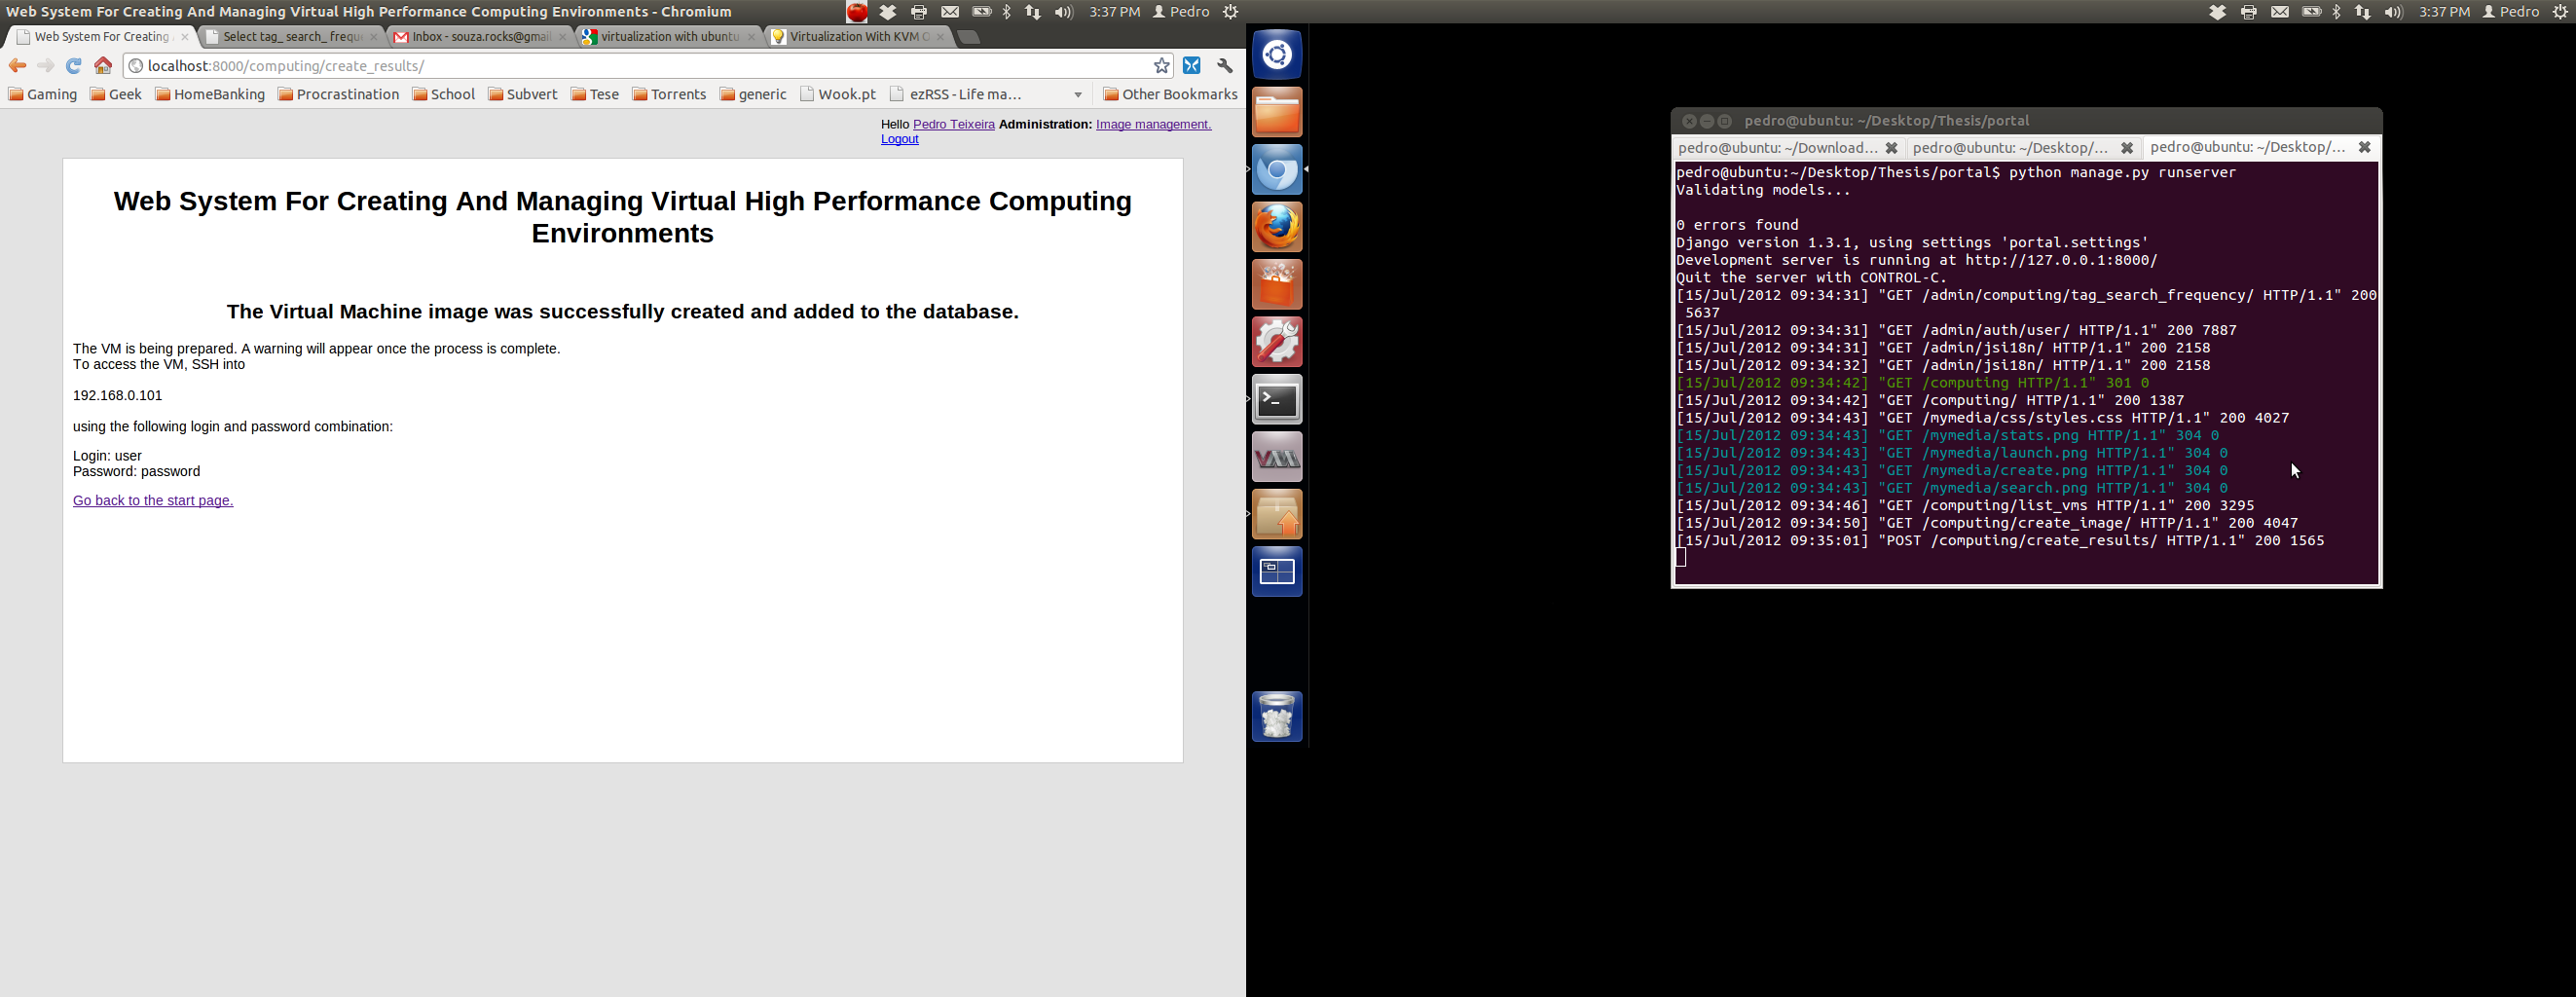 Web System For Creating And Managing Virtual High Performance Computing Environments - Chromium
3:37 PM Pedro
3:37 PM Pedro
Web System For Creating
Select tag_ search_ frequ
Inbox - souza.rocks@gmail
virtualization with ubuntu
Virtualization With KVM O
localhost:8000/computing/create_results/
Gaming Geek HomeBanking Procrastination School Subvert Tese Torrents generic Wook.pt ezRSS - Life ma... Other Bookmarks
Hello Pedro Teixeira Administration: Image management.
Logout
Web System For Creating And Managing Virtual High Performance Computing
Environments
The Virtual Machine image was successfully created and added to the database.
The VM is being prepared. A warning will appear once the process is complete.
To access the VM, SSH into
192.168.0.101
using the following login and password combination:
Login: user
Password: password
Go back to the start page.
pedro@ubuntu: ~/Desktop/Thesis/portal
pedro@ubuntu: ~/Download... pedro@ubuntu: ~/Desktop/... pedro@ubuntu: ~/Desktop/...
pedro@ubuntu:~/Desktop/Thesis/portal$ python manage.py runserver
Validating models...
0 errors found
Django version 1.3.1, using settings 'portal.settings'
Development server is running at http://127.0.0.1:8000/
Quit the server with CONTROL-C.
[15/Jul/2012 09:34:31] "GET /admin/computing/tag_search_frequency/ HTTP/1.1" 200
5637
[15/Jul/2012 09:34:31] "GET /admin/auth/user/ HTTP/1.1" 200 7887
[15/Jul/2012 09:34:31] "GET /admin/jsi18n/ HTTP/1.1" 200 2158
[15/Jul/2012 09:34:32] "GET /admin/jsi18n/ HTTP/1.1" 200 2158
[15/Jul/2012 09:34:42] "GET /computing HTTP/1.1" 301 0
[15/Jul/2012 09:34:42] "GET /computing/ HTTP/1.1" 200 1387
[15/Jul/2012 09:34:43] "GET /mymedia/css/styles.css HTTP/1.1" 200 4027
[15/Jul/2012 09:34:43] "GET /mymedia/stats.png HTTP/1.1" 304 0
[15/Jul/2012 09:34:43] "GET /mymedia/launch.png HTTP/1.1" 304 0
[15/Jul/2012 09:34:43] "GET /mymedia/create.png HTTP/1.1" 304 0
[15/Jul/2012 09:34:43] "GET /mymedia/search.png HTTP/1.1" 304 0
[15/Jul/2012 09:34:46] "GET /computing/list_vms HTTP/1.1" 200 3295
[15/Jul/2012 09:34:50] "GET /computing/create_image/ HTTP/1.1" 200 4047
[15/Jul/2012 09:35:01] "POST /computing/create_results/ HTTP/1.1" 200 1565